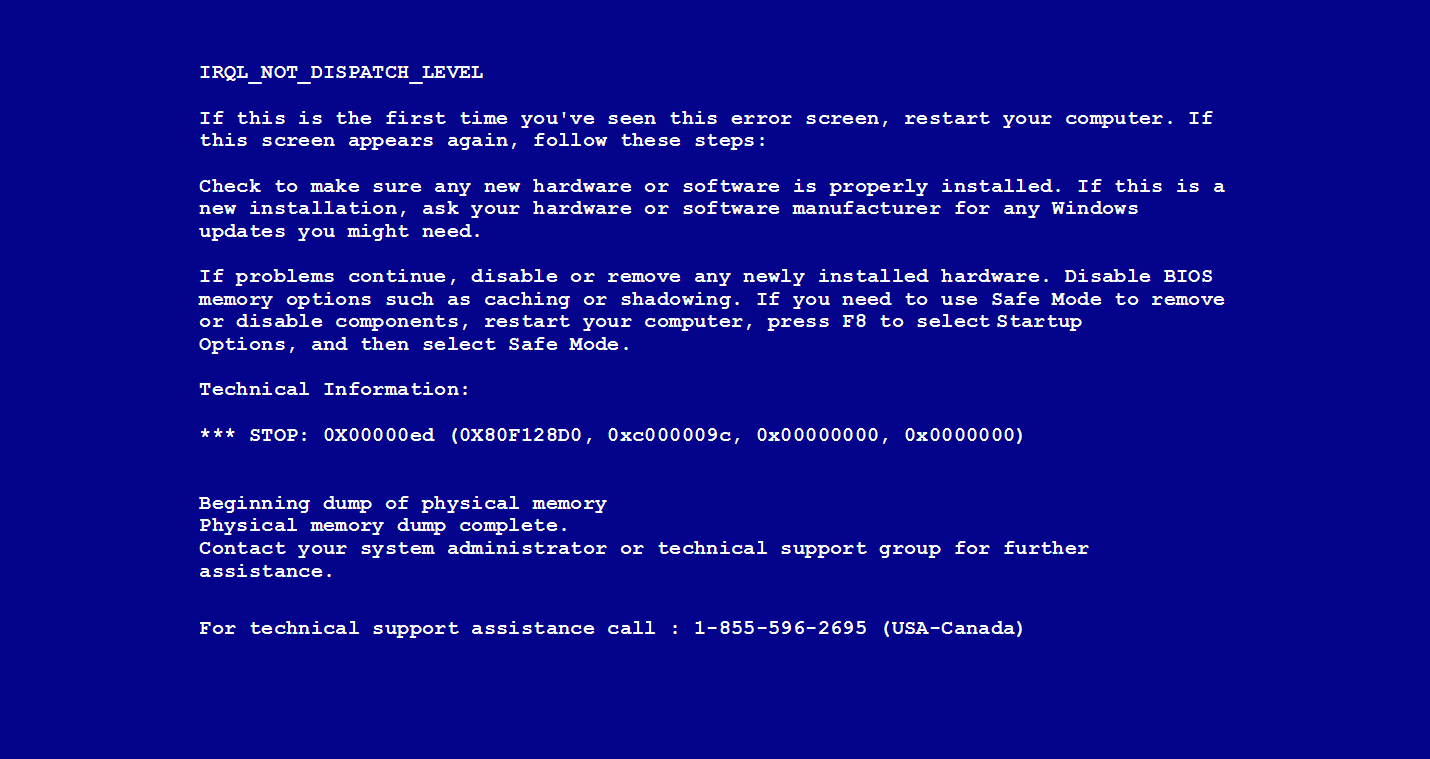 IRQL_NOT_DISPATCH_LEVEL
If this is the first time you've seen this error screen, restart your computer. If
this screen appears again, follow these steps:
Check to make sure any new hardware or software is properly installed. If this is a
new installation, ask your hardware or software manufacturer for any Windows
updates you might need.
If problems continue, disable or remove any newly installed hardware. Disable BIOS
memory options such as caching or shadowing. If you need to use Safe Mode to remove
or disable components, restart your computer, press F8 to select Startup
Options, and then select Safe Mode.
Technical Information:
*** STOP: 0X00000ed (0X80F128D0, 0xc000009c, 0x00000000, 0x0000000)
Beginning dump of physical memory
Physical memory dump complete.
Contact your system administrator or technical support group for further
assistance.
For technical support assistance call : 1-855-596-2695 (USA-Canada)